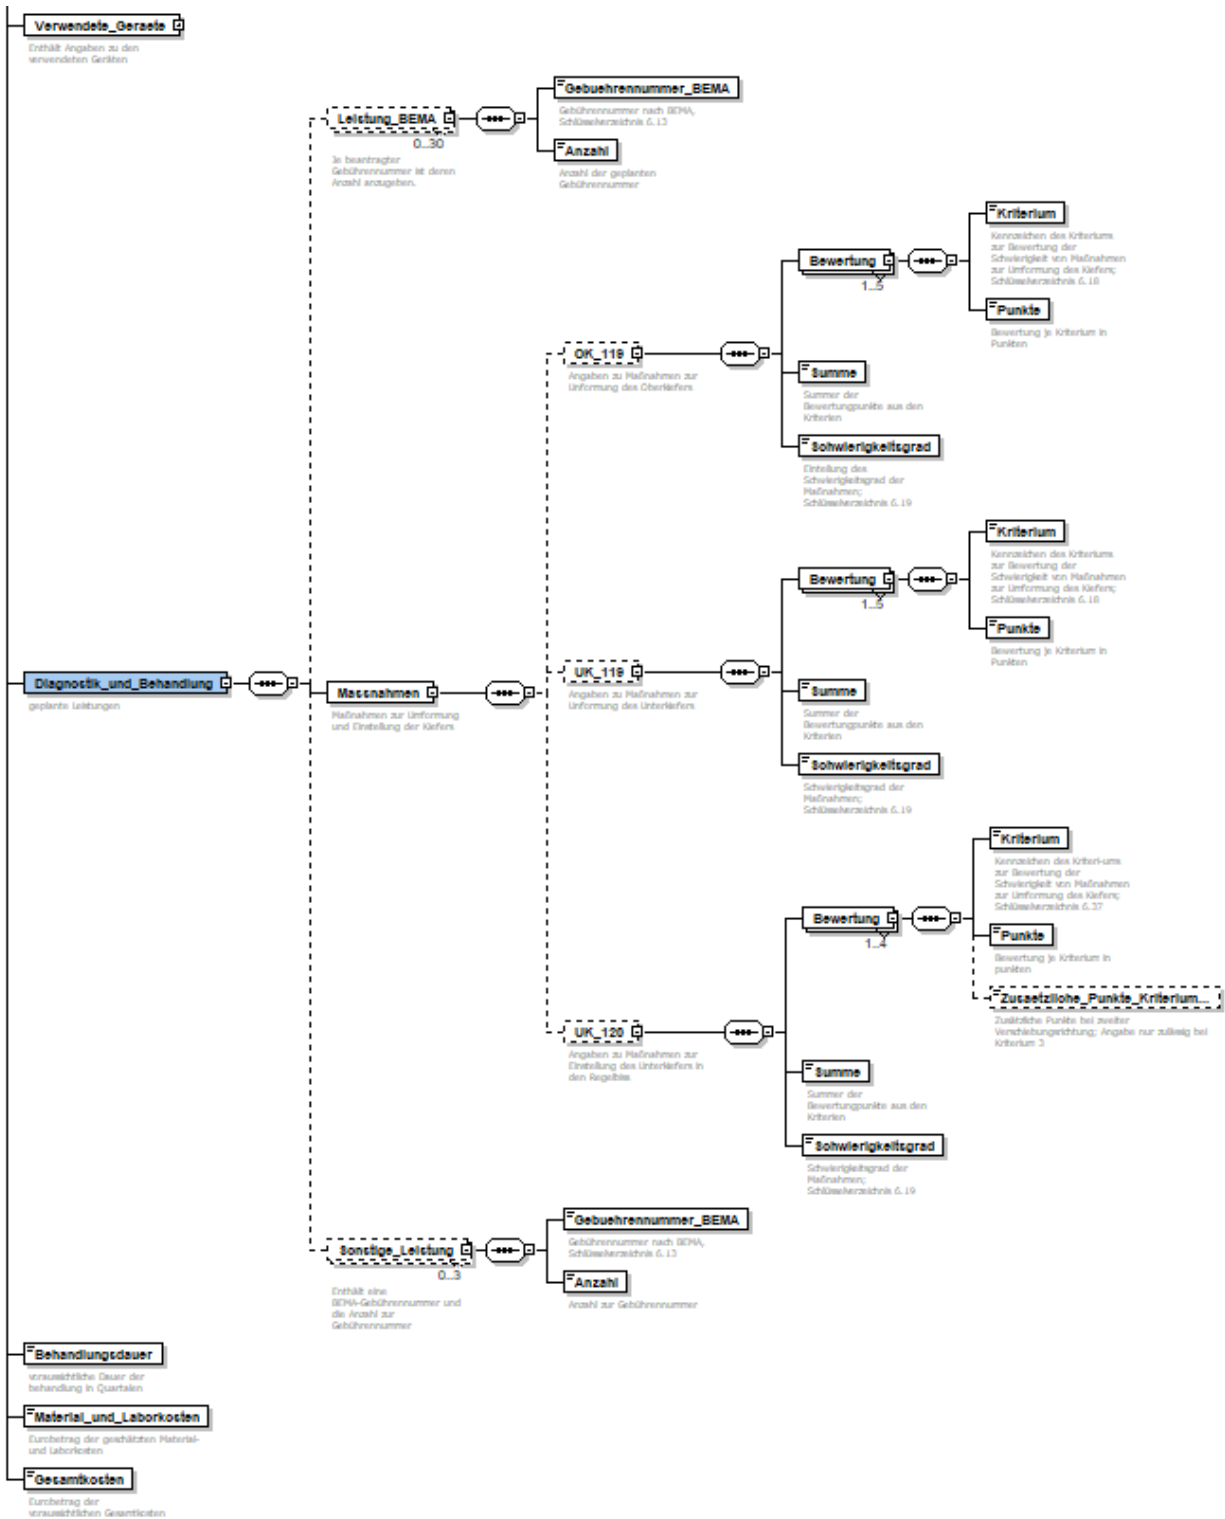 Verwendete_Geraete
Enthält Angaben zu den
verwendeten Geräten
Leistung_BEMA
0..30
Je beantragter
Gebührennummer ist deren
Anzahl anzugeben.
Gebuehrennummer_BEMA
Gebührennummer nach BEMA,
Schlüsselverzeichnis 6.13
Anzahl
Anzahl der geplanten
Gebührennummer
Kriterium
Kennzeichen des Kriteriums
zur Bewertung der
Schwierigkeit von Maßnahmen
zur Umformung des Kiefers;
Schlüsselverzeichnis 6.18
Bewertung
1..5
Punkte
Bewertung je Kriterium in
Punkten
OK_119
Angaben zu Maßnahmen zur
Unformung des Oberkiefers
Summe
Summer der
Bewertungpunkte aus den
Kriterien
Schwierigkeitsgrad
Einteilung des
Schwierigkeitsgrad der
Maßnahmen;
Schlüsselverzeichnis 6.19
Kriterium
Kennzeichen des Kriteriums
zur Bewertung der
Schwierigkeit von Maßnahmen
zur Umformung des Kiefers;
Schlüsselverzeichnis 6.18
Bewertung
1..5
Punkte
Bewertung je Kriterium in
Punkten
Diagnostik_und_Behandlung
geplante Leistungen
Massnahmen
Maßnahmen zur Umformung
und Einstellung der Kiefers
UK_119
Angaben zu Maßnahmen zur
Unformung des Unterkiefers
Summe
Summer der
Bewertungpunkte aus den
Kriterien
Schwierigkeitsgrad
Schwierigkeitsgrad der
Maßnahmen;
Schlüsselverzeichnis 6.19
Kriterium
Kennzeichen des Kriteri-ums
zur Bewertung der
Schwierigkeit von Maßnahmen
zur Umformung des Kiefers;
Schlüsselverzeichnis 6.37
Bewertung
1..4
Punkte
Bewertung je Kriterium in
punkten
Zusaetzliche_Punkte_Kriterium...
Zusätzliche Punkte bei zweiter
Verschiebungsrichtung; Angabe nur zulässig bei
Kriterium 3
UK_120
Angaben zu Maßnahmen zur
Einstellung des Unterkiefers in
den Regelbiss
Summe
Summer der
Bewertungpunkte aus den
Kriterien
Schwierigkeitsgrad
Schwierigkeitsgrad der
Maßnahmen;
Schlüsselverzeichnis 6.19
Sonstige_Leistung
0..3
Enthält eine
BEMA-Gebührennummer und
die Anzahl zur
Gebührennummer
Gebuehrennummer_BEMA
Gebührennummer nach BEMA,
Schlüsselverzeichnis 6.13
Anzahl
Anzahl zur Gebührennummer
Behandlungsdauer
voraussichtliche Dauer der
behandlung in Quartalen
Material_und_Laborkosten
Eurobetrag der geschätzten Material-
und Laborkosten
Gesamtkosten
Eurobetrag der
voraussichtlichen Gesamtkosten